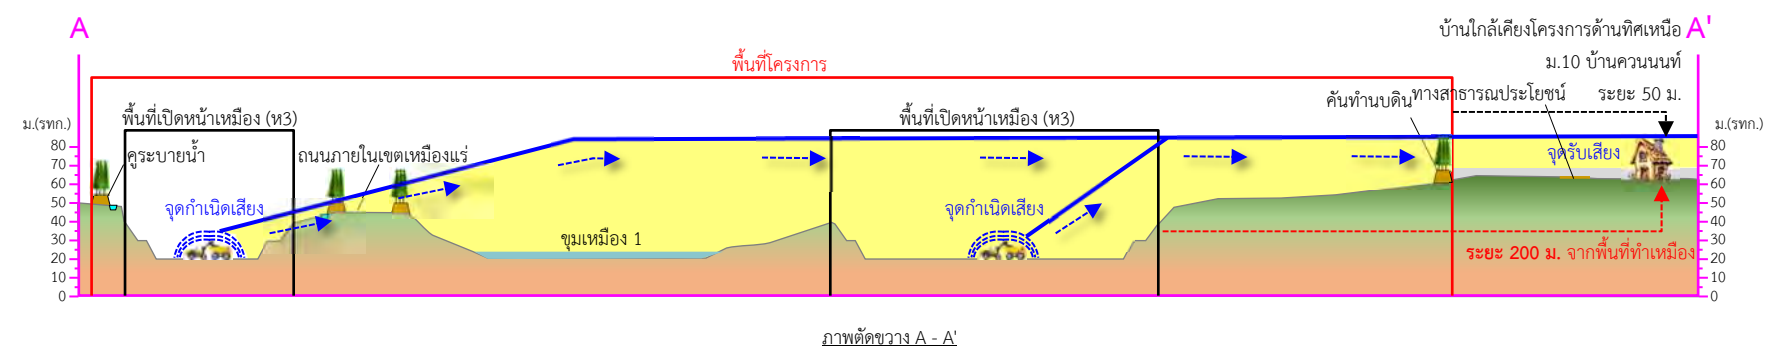 A
A'
บ้านใกล้เคียงโครงการด้านทิศเหนือ
ม.10 บ้านควนนนท์
ระยะ 50 ม.
พื้นที่โครงการ
คันทำนบดิน
ทางสาธารณประโยชน์
พื้นที่เปิดหน้าเหมือง (ห3)
พื้นที่เปิดหน้าเหมือง (ห3)
ม.(รทก.)
ม.(รทก.)
คูระบายน้ำ
ถนนภายในเขตเหมืองแร่
จุดรับเสียง
จุดกำเนิดเสียง
จุดกำเนิดเสียง
ขุมเหมือง 1
ระยะ 200 ม. จากพื้นที่ทำเหมือง
80
70
60
50
40
30
20
10
0
80
70
60
50
40
30
20
10
0
ภาพตัดขวาง A - A'